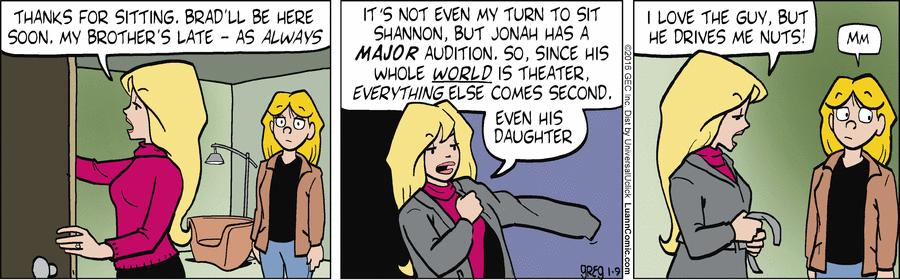 THANKS FOR SITTING. BRAD'LL BE HERE
SOON. MY BROTHER'S LATE – AS ALWAYS
IT'S NOT EVEN MY TURN TO SIT
SHANNON, BUT JONAH HAS A
MAJOR AUDITION. SO, SINCE HIS
WHOLE WORLD IS THEATER,
EVERYTHING ELSE COMES SECOND.
EVEN HIS
DAUGHTER
GREG 1-9
©2016 GEC Inc. Dist by UniversalUclick LuannComic.com
I LOVE THE GUY, BUT
HE DRIVES ME NUTS!
MM